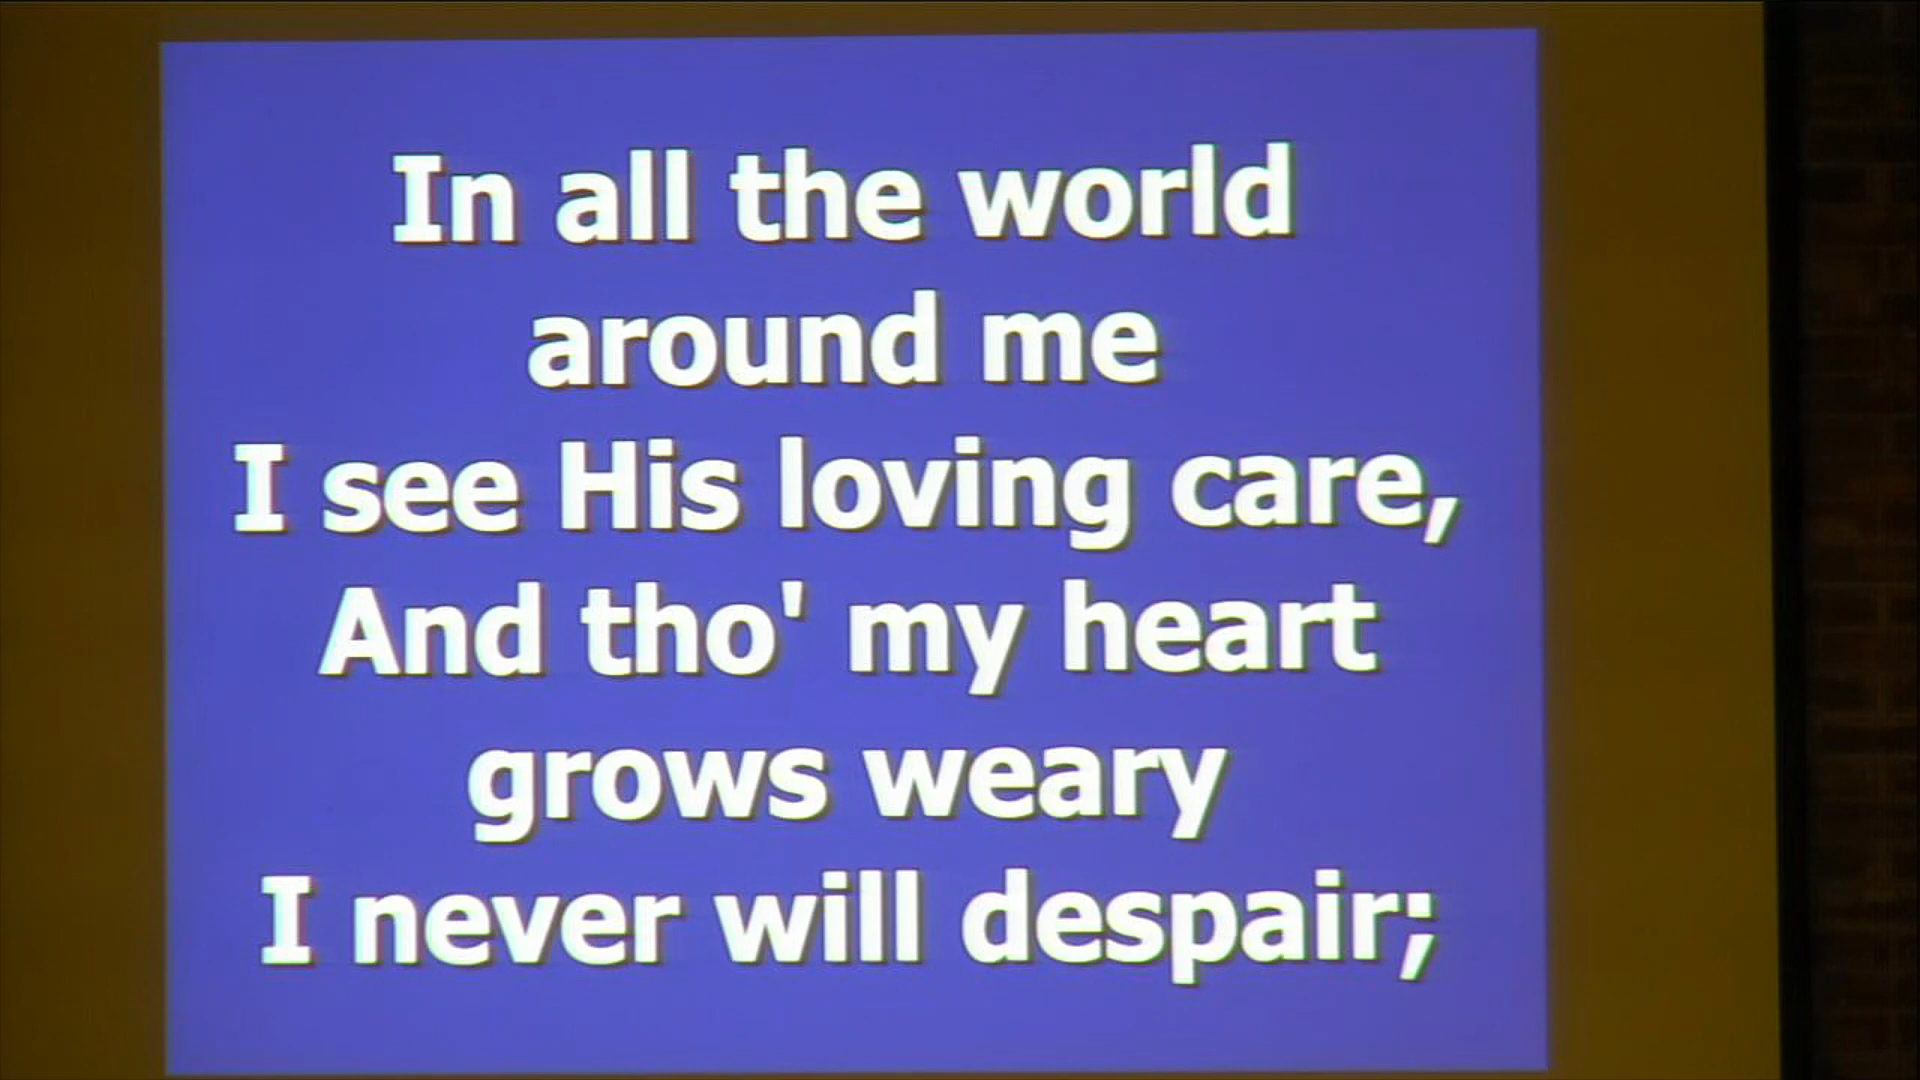 In all the world
around me
I see His loving care,
And tho' my heart
grows weary
I never will despair;